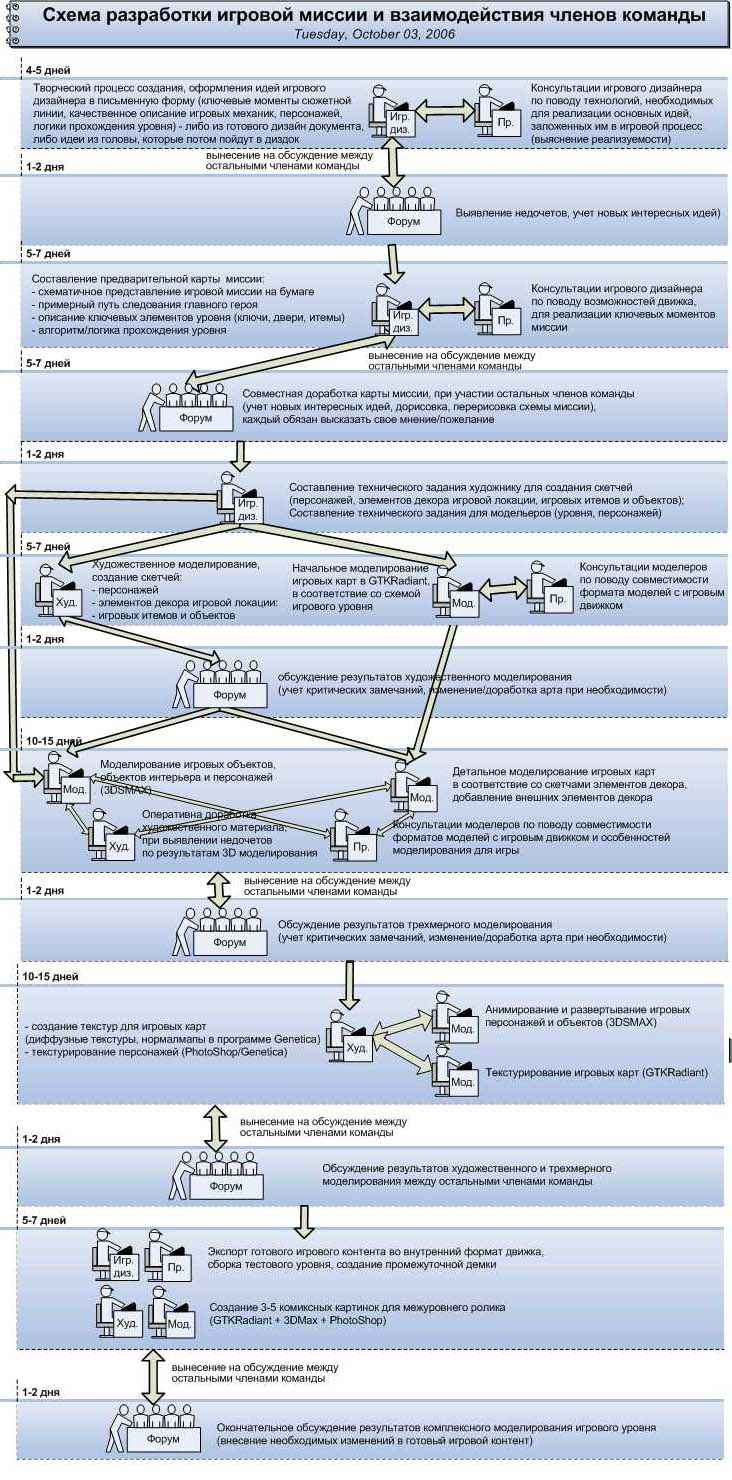 Схема разработки игровой миссии и взаимодействия членов команды
Tuesday, October 03, 2006
4-5 дней
Творческий процесс создания, оформления идей игрового
дизайнера в письменную форму (ключевые моменты сюжетной
линии, качественное описание игровых механик, персонажей,
логики прохождения уровня) - либо из готового дизайн документа,
либо идеи из головы, которые потом пойдут в диздок
Игр.
диз.
Пр.
Консультации игрового дизайнера
по поводу технологий, необходимых
для реализации основных идей,
заложенных им в игровой процесс
(выяснение реализуемости)
вынесение на обсуждение между
остальными членами команды
1-2 дня
Форум
Выявление недочетов, учет новых интересных идей)
5-7 дней
Составление предварительной карты миссии:
- схематичное представление игровой миссии на бумаге
- примерный путь следования главного героя
- описание ключевых элементов уровня (ключи, двери, итемы)
- алгоритм/логика прохождения уровня
Игр.
диз.
Пр.
Консультации игрового дизайнера
по поводу возможностей движка,
для реализации ключевых моментов
миссии
вынесение на обсуждение между
остальными членами команды
5-7 дней
Форум
Совместная доработка карты миссии, при участии остальных членов команды
(учет новых интересных идей, дорисовка, перерисовка схемы миссии),
каждый обязан высказать свое мнение/пожелание
1-2 дня
Игр.
диз.
Составление технического задания художнику для создания скетчей
(персонажей, элементов декора игровой локации, игровых итемов и объектов);
Составление технического задания для модельеров (уровня, персонажей)
5-7 дней
Худ.
Художественное моделирование,
создание скетчей:
- персонажей
- элементов декора игровой локации:
- игровых итемов и объектов
Начальное моделирование
игровых карт в GTKRadiant,
в соответствие со схемой
игрового уровня
Мод.
Пр.
Консультации моделеров
по поводу совместимости
формата моделей с игровым
движком
1-2 дня
Форум
обсуждение результатов художественного моделирования
(учет критических замечаний, изменение/доработка арта при необходимости)
10-15 дней
Мод.
Моделирование игровых объектов,
объектов интерьера и персонажей
(3DSMAX)
Мод.
Детальное моделирование игровых карт
в соответствие со скетчами элементов декора,
добавление внешних элементов декора
Худ.
Оперативна доработка
художественного материала,
при выявлении недочетов
по результатам 3D моделирования
Пр.
Консультации моделеров по поводу совместимости
форматов моделей с игровым движком и особенностей
моделирования для игры
вынесение на обсуждение между
остальными членами команды
1-2 дня
Форум
Обсуждение результатов трехмерного моделирования
(учет критических замечаний, изменение/доработка арта при необходимости)
10-15 дней
- создание текстур для игровых карт
(диффузные текстуры, нормалмапы в программе Genetica)
- текстурирование персонажей (PhotoShop/Genetica)
Худ.
Мод.
Анимирование и развертывание игровых
персонажей и объектов (3DSMAX)
Мод.
Текстурирование игровых карт (GTKRadiant)
вынесение на обсуждение между
остальными членами команды
1-2 дня
Форум
Обсуждение результатов художественного и трехмерного
моделирования между остальными членами команды
5-7 дней
Игр.
диз.
Пр.
Экспорт готового игрового контента во внутренний формат движка,
сборка тестового уровня, создание промежуточной демки
Худ.
Мод.
Создание 3-5 комиксных картинок для межуровнего ролика
(GTKRadiant + 3DMax + PhotoShop)
вынесение на обсуждение между
остальными членами команды
1-2 дня
Форум
Окончательное обсуждение результатов комплексного моделирования игрового уровня
(внесение необходимых изменений в готовый игровой контент)